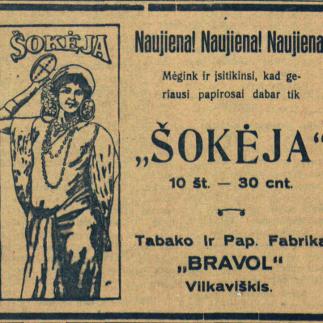 ŠOKĖJA
Naujiena! Naujiena! Naujiena
Mėgink ir įsitikinsi, kad ge-
riausi papirosai dabar tik
„ŠOKĖJA“
10 št. — 30 cnt.
Tabako ir Pap. Fabrika
„BRAVOL“
Vilkaviškis.